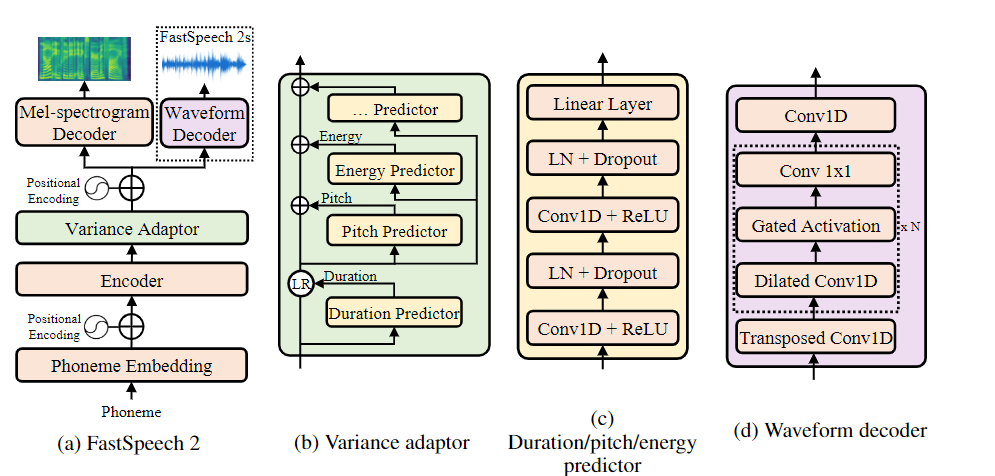 FastSpeech 2s
Mel-spectrogram
Decoder
Waveform
Decoder
Positional
Encoding
Variance Adaptor
Encoder
Positional
Encoding
Phoneme Embedding
Phoneme
(a) FastSpeech 2
... Predictor
Energy
Energy Predictor
Pitch
Pitch Predictor
LR
Duration
Duration Predictor
(b) Variance adaptor
Linear Layer
LN + Dropout
Conv1D + ReLU
LN + Dropout
Conv1D + ReLU
(c)
Duration/pitch/energy
predictor
Conv1D
Conv 1x1
Gated Activation
x N
Dilated Conv1D
Transposed Conv1D
(d) Waveform decoder